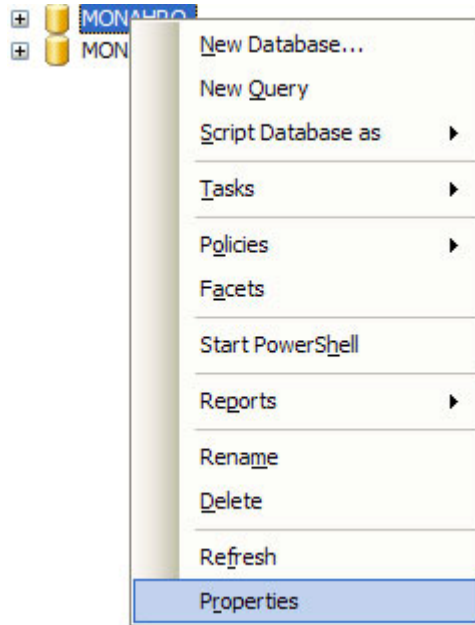 MONAHRO
MON
New Database...
New Query
Script Database as
Tasks
Policies
Facets
Start PowerShell
Reports
Rename
Delete
Refresh
Properties